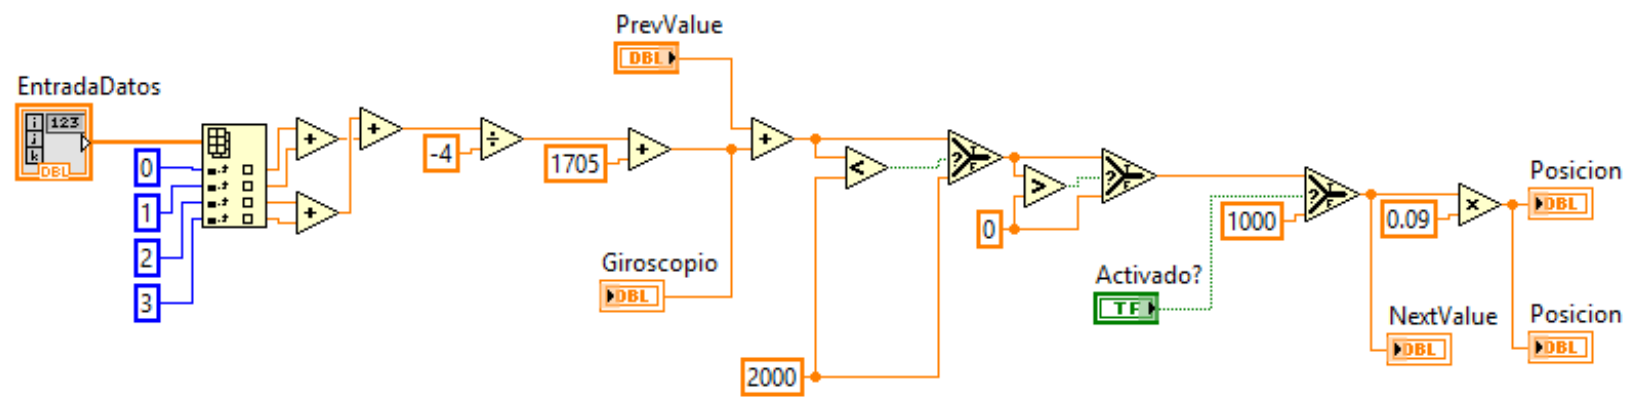 PrevValue
DBL
EntradaDatos
i
j
k
123
DBL
0
1
2
3
+
+
+
-4
÷
1705
+
Giroscopio
DBL
+
<
2000
?
T
F
0
>
?
T
F
Activado?
TF
1000
?
T
F
0.09
×
Posicion
DBL
NextValue
DBL
Posicion
DBL